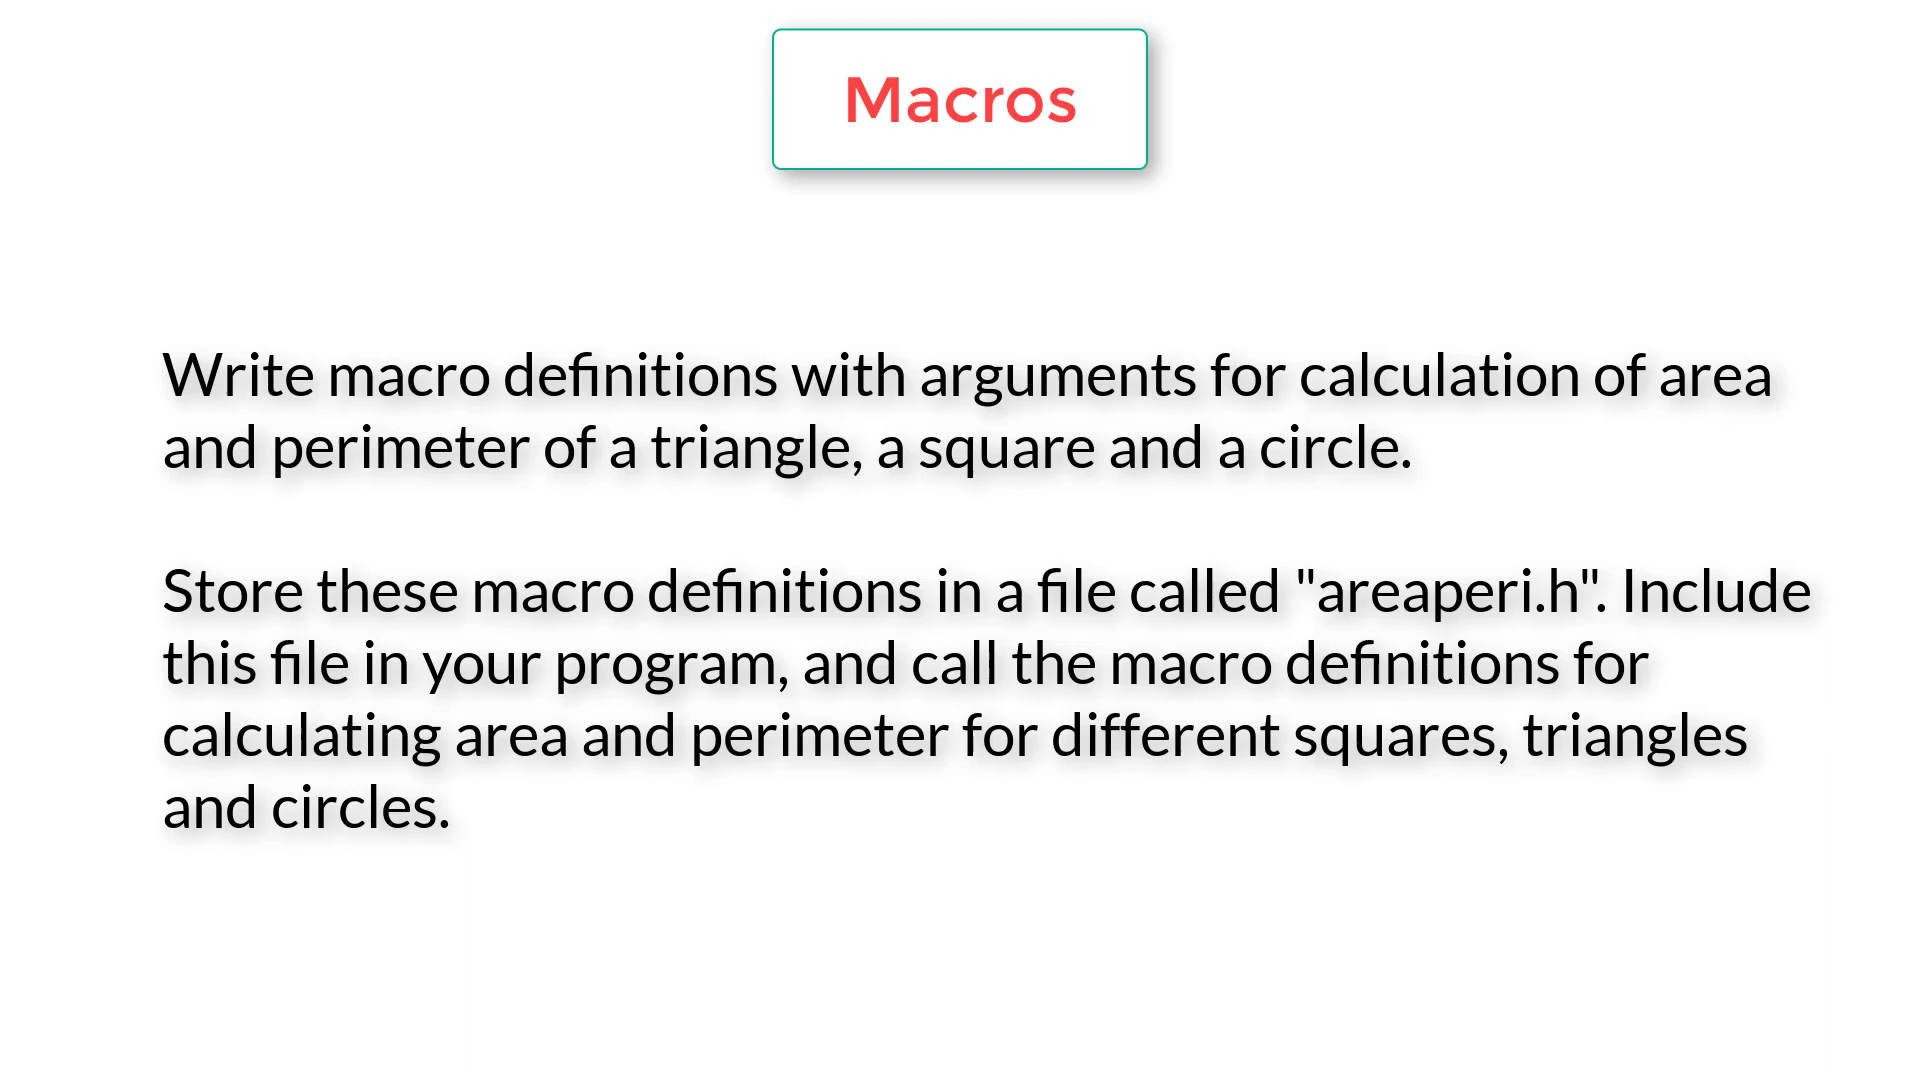 Macros
Write macro definitions with arguments for calculation of area
and perimeter of a triangle, a square and a circle.
Store these macro definitions in a file called "areaperi.h". Include
this file in your program, and call the macro definitions for
calculating area and perimeter for different squares, triangles
and circles.